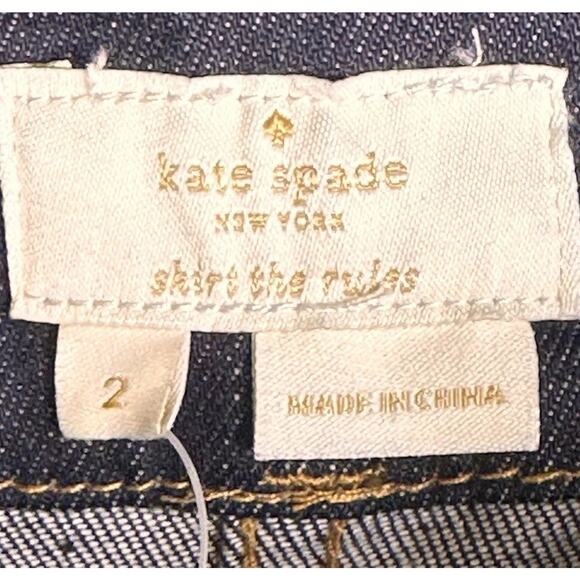 kate spade
NEW YORK
skirt the rules
2
MADE IN CHINA